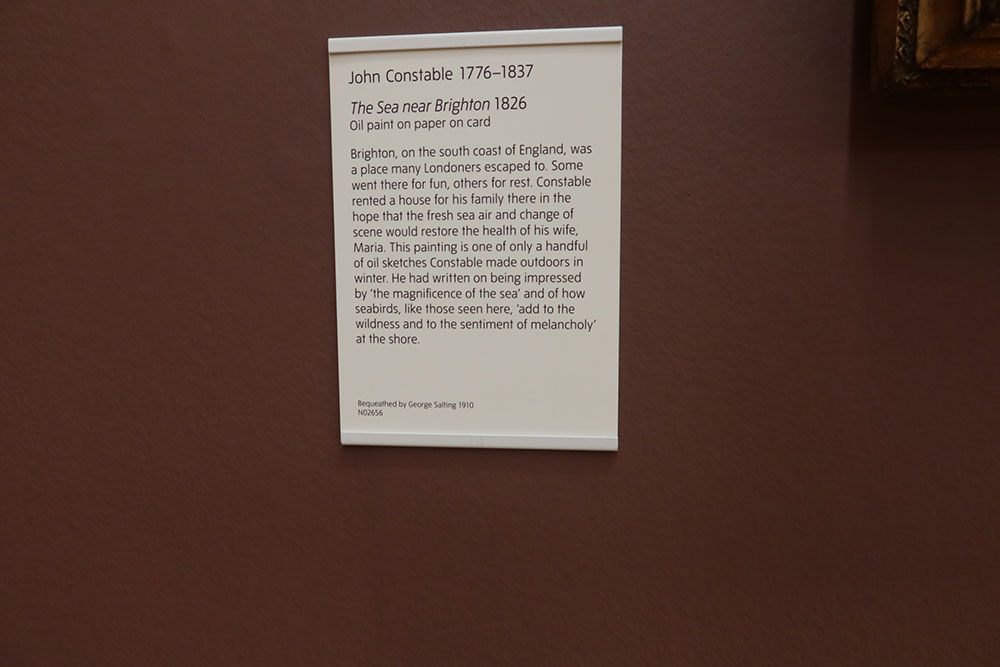 John Constable 1776–1837
The Sea near Brighton 1826
Oil paint on paper on card
Brighton, on the south coast of England, was
a place many Londoners escaped to. Some
went there for fun, others for rest. Constable
rented a house for his family there in the
hope that the fresh sea air and change of
scene would restore the health of his wife,
Maria. This painting is one of only a handful
of oil sketches Constable made outdoors in
winter. He had written on being impressed
by ‘the magnificence of the sea’ and of how
seabirds, like those seen here, ‘add to the
wildness and to the sentiment of melancholy’
at the shore.
Bequeathed by George Salting 1910
N02656